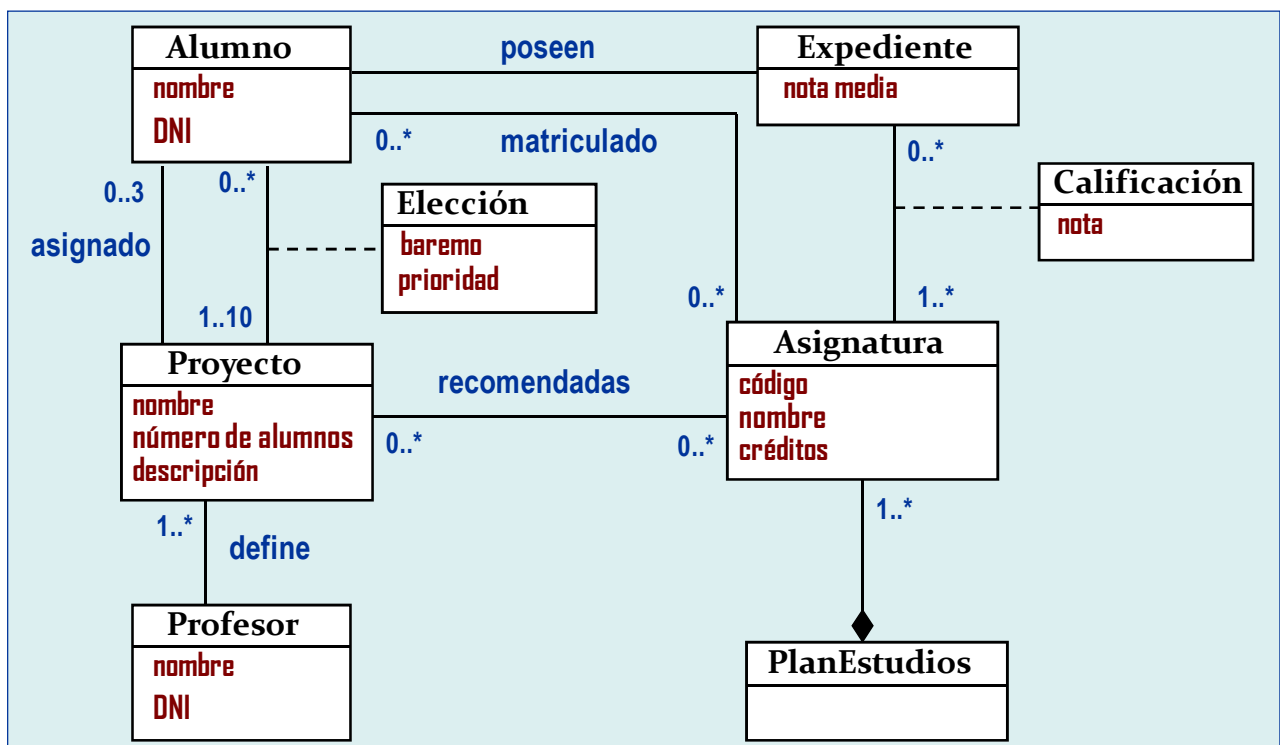 Alumno
nombre
DNI
poseen
Expediente
nota media
0..*
matriculado
0..*
0..3
0..*
asignado
Elección
baremo
prioridad
Calificación
nota
1..10
0..*
1..*
Proyecto
nombre
número de alumnos
descripción
recomendadas
0..*
0..*
Asignatura
código
nombre
créditos
1..*
define
1..*
Profesor
nombre
DNI
PlanEstudios